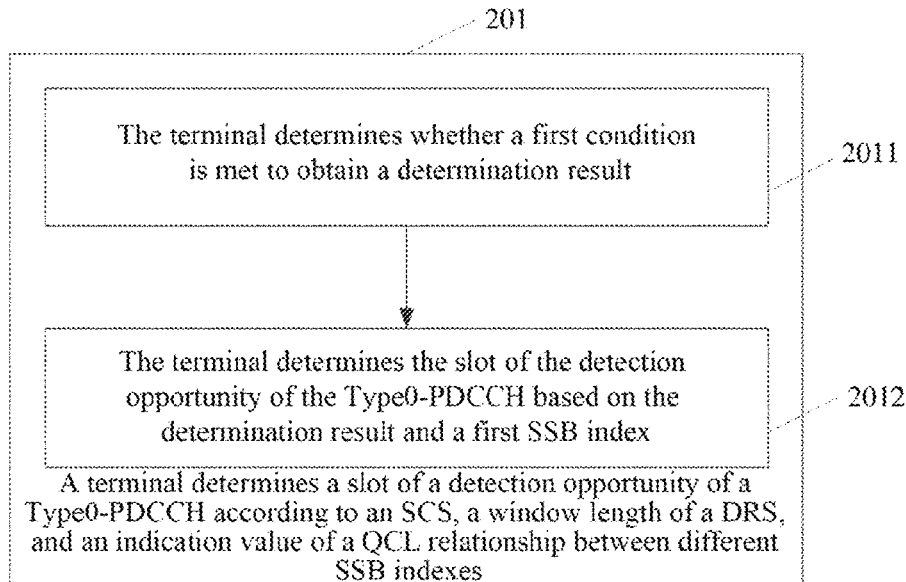 201
The terminal determines whether a first condition
is met to obtain a determination result
2011
The terminal determines the slot of the detection
opportunity of the Type0-PDCCH based on the
determination result and a first SSB index
2012
A terminal determines a slot of a detection opportunity of a
Type0-PDCCH according to an SCS, a window length of a DRS,
and an indication value of a QCL relationship between different
SSB indexes